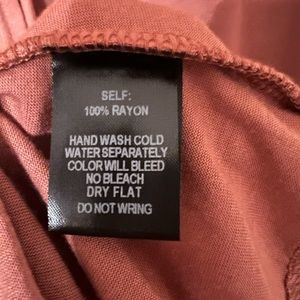 SELF:
100% RAYON
HAND WASH COLD
WATER SEPARATELY
COLOR WILL BLEED
NO BLEACH
DRY FLAT
DO NOT WRING